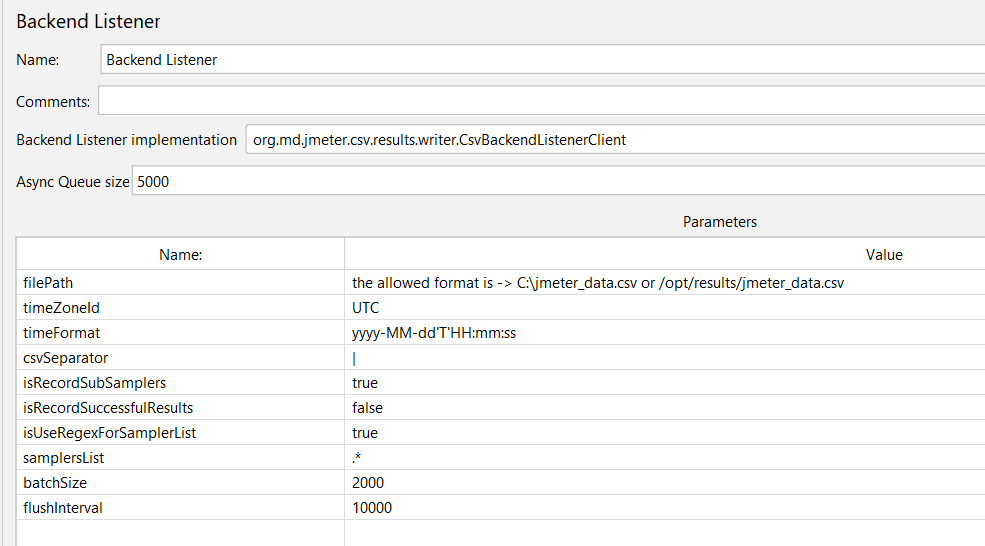 Backend Listener
Name: Backend Listener
Comments:
Backend Listener implementation org.md.jmeter.csv.results.writer.CsvBackendListenerClient
Async Queue size 5000
Parameters
Name: Value
filePath the allowed format is -> C:\jmeter_data.csv or /opt/results/jmeter_data.csv
timeZoneId UTC
timeFormat yyyy-MM-dd'T'HH:mm:ss
csvSeparator |
isRecordSubSamplers true
isRecordSuccessfulResults false
isUseRegexForSamplerList true
samplersList .*
batchSize 2000
flushInterval 10000